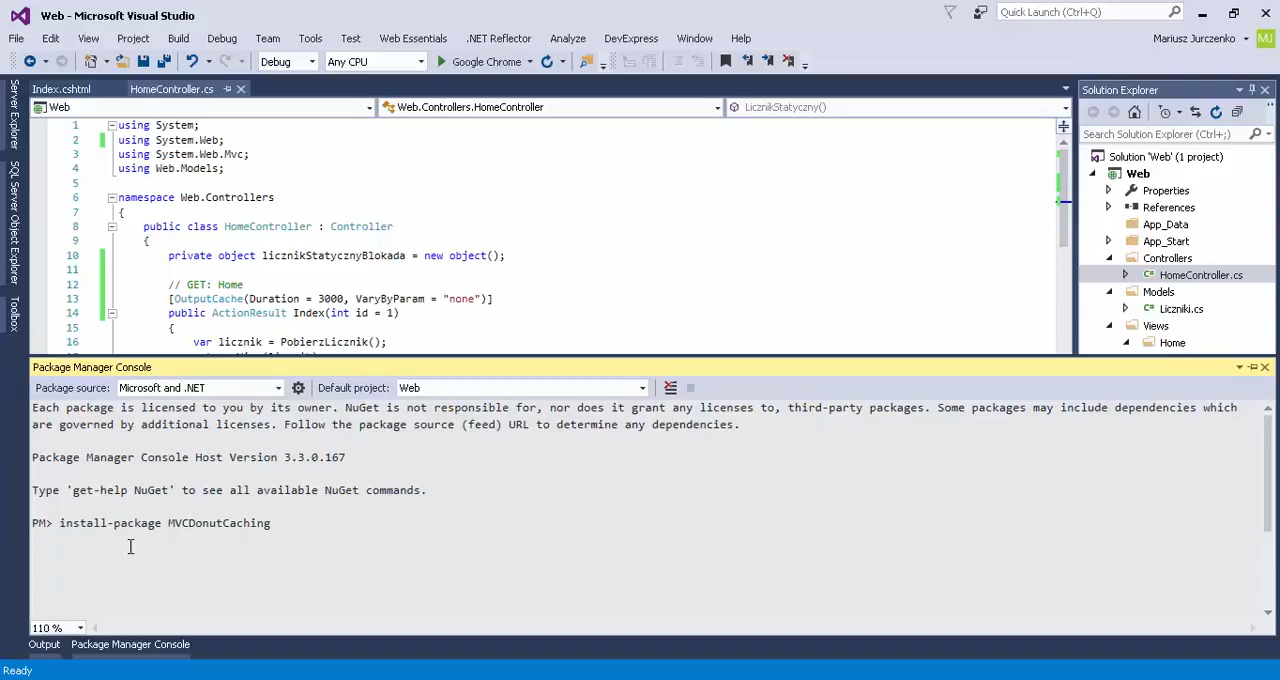 Web - Microsoft Visual Studio
Quick Launch (Ctrl+Q)
File Edit View Project Build Debug Team Tools Test Web Essentials .NET Reflector Analyze DevExpress Window Help
Mariusz Jurczenko MJ
Debug Any CPU Google Chrome
Index.cshtml HomeController.cs
Web Web.Controllers.HomeController LicznikStatyczny()
1 using System;
2 using System.Web;
3 using System.Web.Mvc;
4 using Web.Models;
5
6 namespace Web.Controllers
7 {
8 public class HomeController : Controller
9 {
10 private object licznikStatycznyBlokada = new object();
11
12 // GET: Home
13 [OutputCache(Duration = 3000, VaryByParam = "none")]
14 public ActionResult Index(int id = 1)
15 {
16 var licznik = PobierzLicznik();
Server Explorer
SQL Server Object Explorer
Toolbox
Solution Explorer
Search Solution Explorer (Ctrl+;)
Solution 'Web' (1 project)
Web
Properties
References
App_Data
App_Start
Controllers
HomeController.cs
Models
Liczniki.cs
Views
Home
Package Manager Console
Package source: Microsoft and .NET Default project: Web
Each package is licensed to you by its owner. NuGet is not responsible for, nor does it grant any licenses to, third-party packages. Some packages may include dependencies which
are governed by additional licenses. Follow the package source (feed) URL to determine any dependencies.
Package Manager Console Host Version 3.3.0.167
Type 'get-help NuGet' to see all available NuGet commands.
PM> install-package MVCDonutCaching
110 %
Output Package Manager Console
Ready